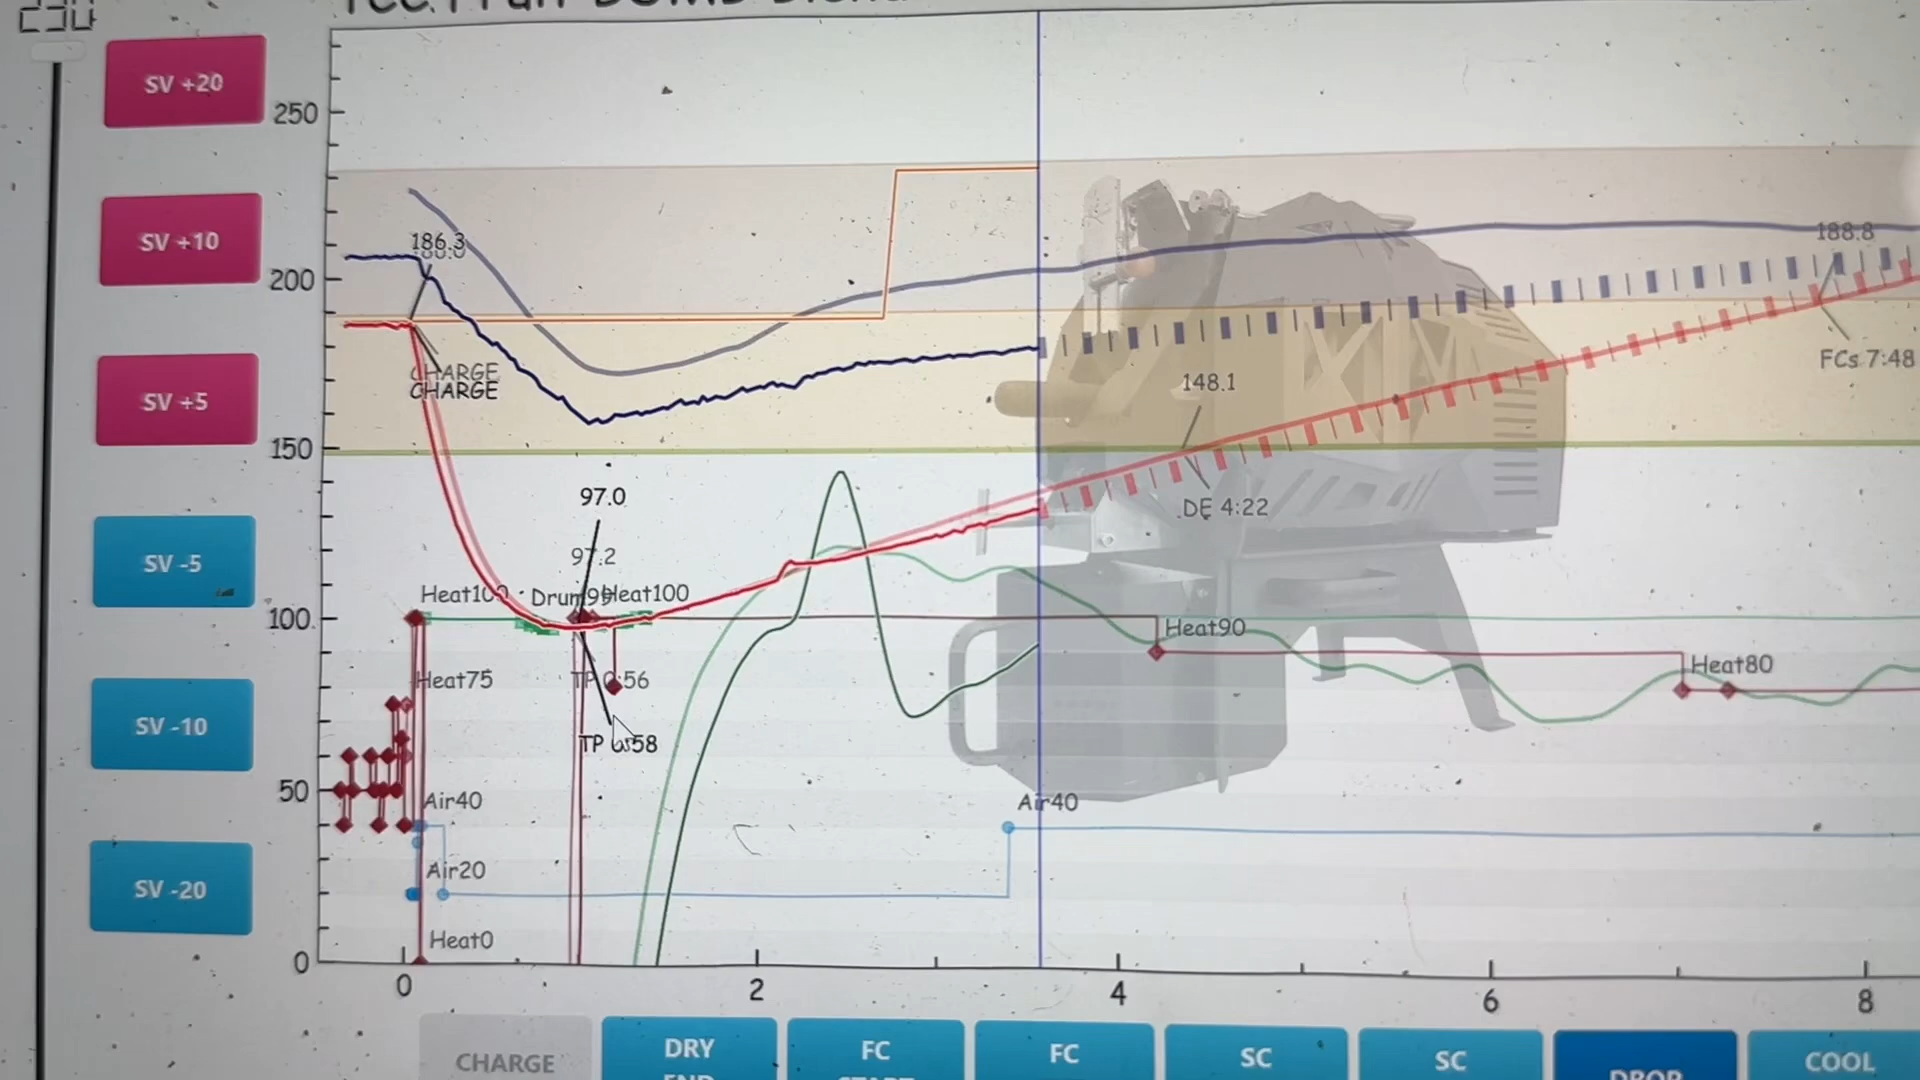 SV +20
SV +10
SV +5
SV -5
SV -10
SV -20
250
200
150
100
50
0
186.3
CHARGE
CHARGE
97.0
97.2
Heat100
Heat100
Heat75
TP 0:56
TP 0:58
Air40
Air20
Heat0
148.1
DE 4:22
188.8
FCs 7:48
Heat90
Heat80
Air40
0
2
4
6
8
CHARGE
DRY
END
FC
START
FC
SC
SC
DROP
COOL